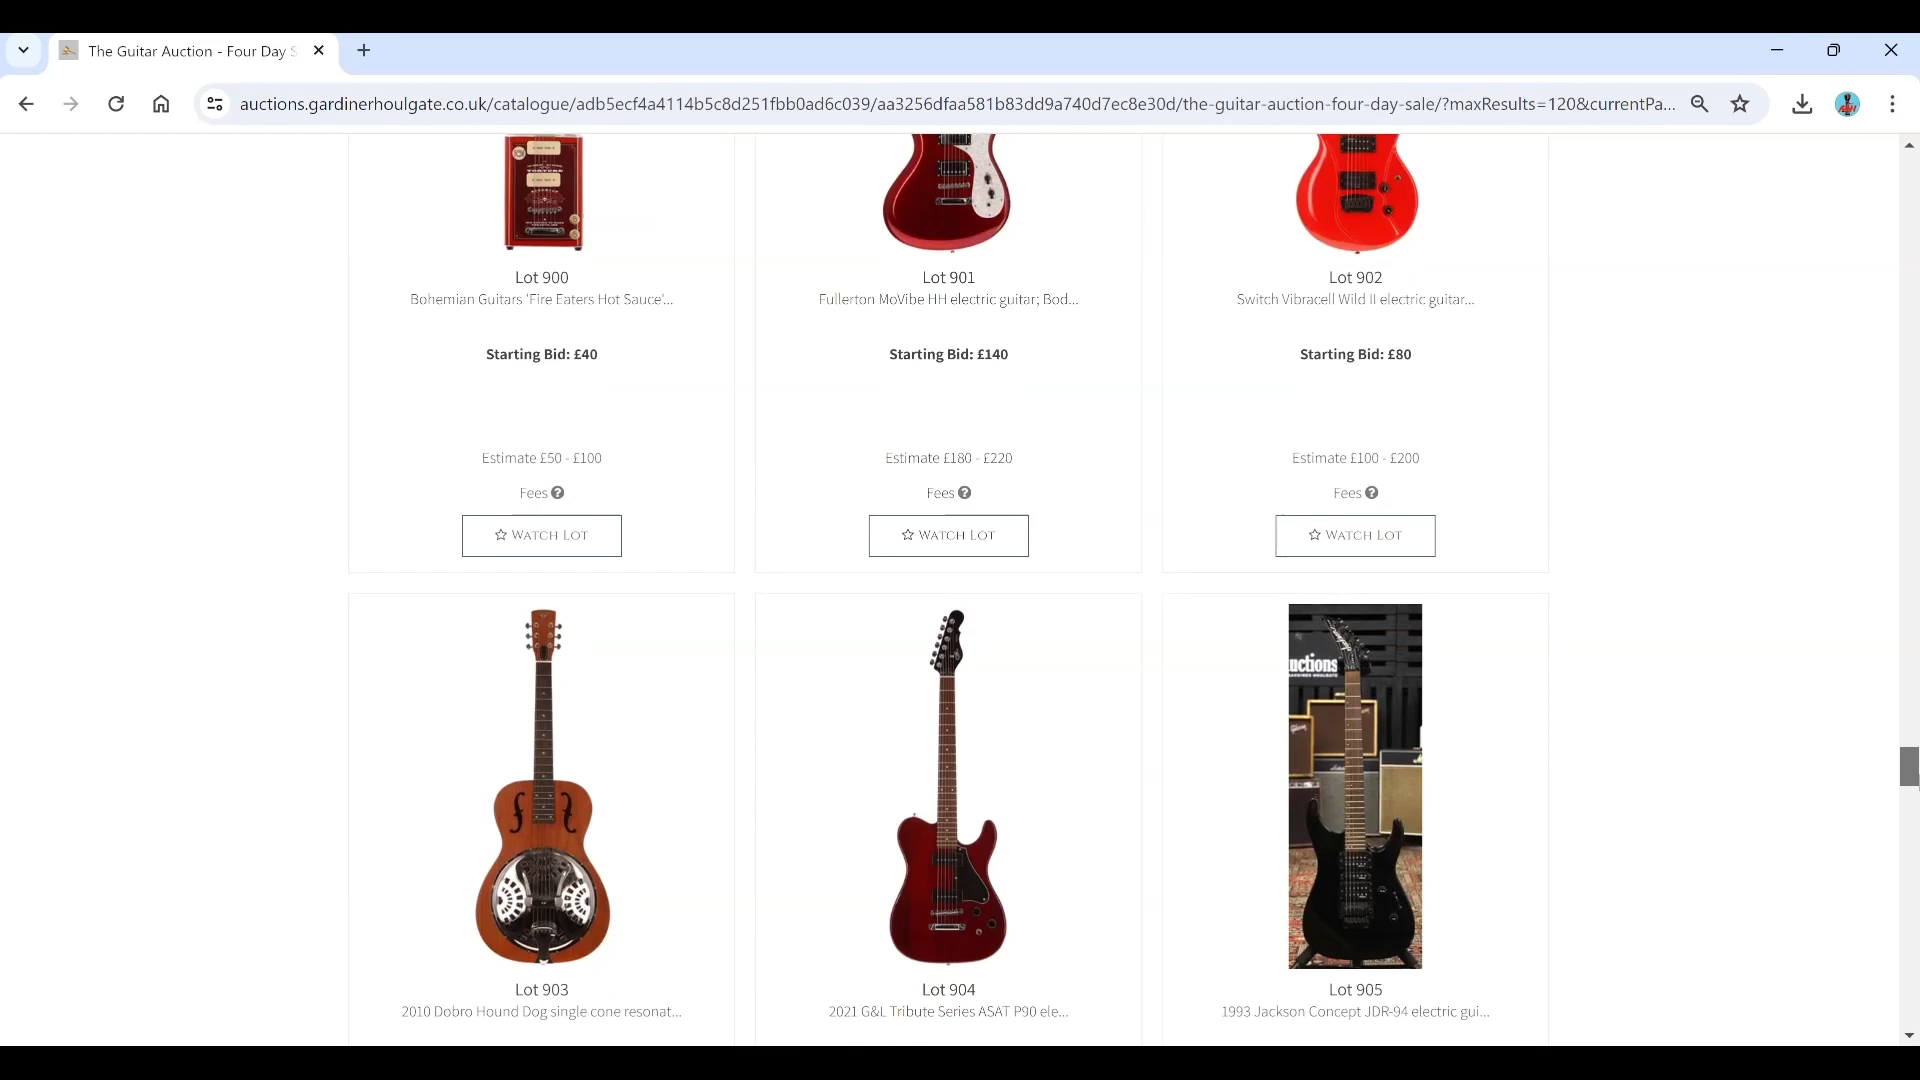 The Guitar Auction - Four Day S
auctions.gardinerhoulgate.co.uk/catalogue/adb5ecf4a4114b5c8d251fbb0ad6c039/aa3256dfaa581b83dd9a740d7ec8e30d/the-guitar-auction-four-day-sale/?maxResults=120&currentPa...
TORTURE
Lot 900
Bohemian Guitars 'Fire Eaters Hot Sauce'...
Starting Bid: £40
Estimate £50 - £100
Fees
WATCH LOT
Lot 901
Fullerton MoVibe HH electric guitar; Bod...
Starting Bid: £140
Estimate £180 - £220
Fees
WATCH LOT
Lot 902
Switch Vibracell Wild II electric guitar...
Starting Bid: £80
Estimate £100 - £200
Fees
WATCH LOT
Lot 903
2010 Dobro Hound Dog single cone resonat...
Lot 904
2021 G&L Tribute Series ASAT P90 ele...
uctions
Lot 905
1993 Jackson Concept JDR-94 electric gui...